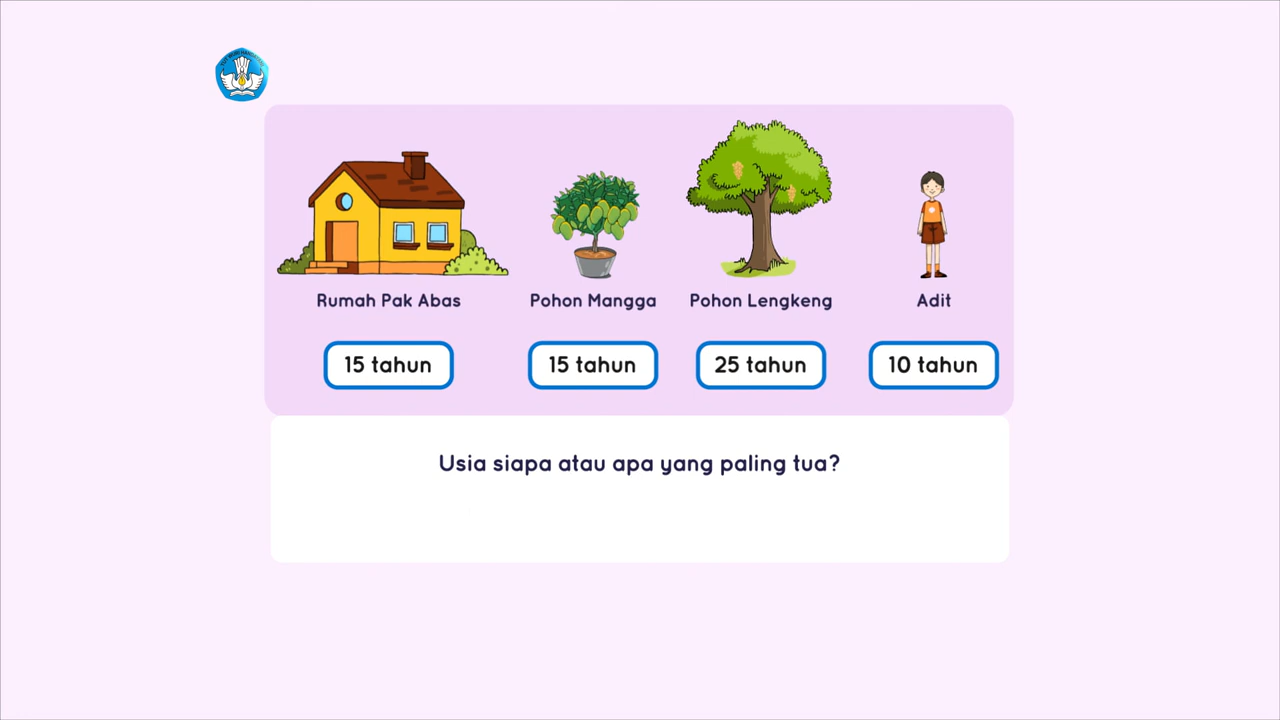 Rumah Pak Abas
Pohon Mangga
Pohon Lengkeng
Adit
15 tahun
15 tahun
25 tahun
10 tahun
Usia siapa atau apa yang paling tua?